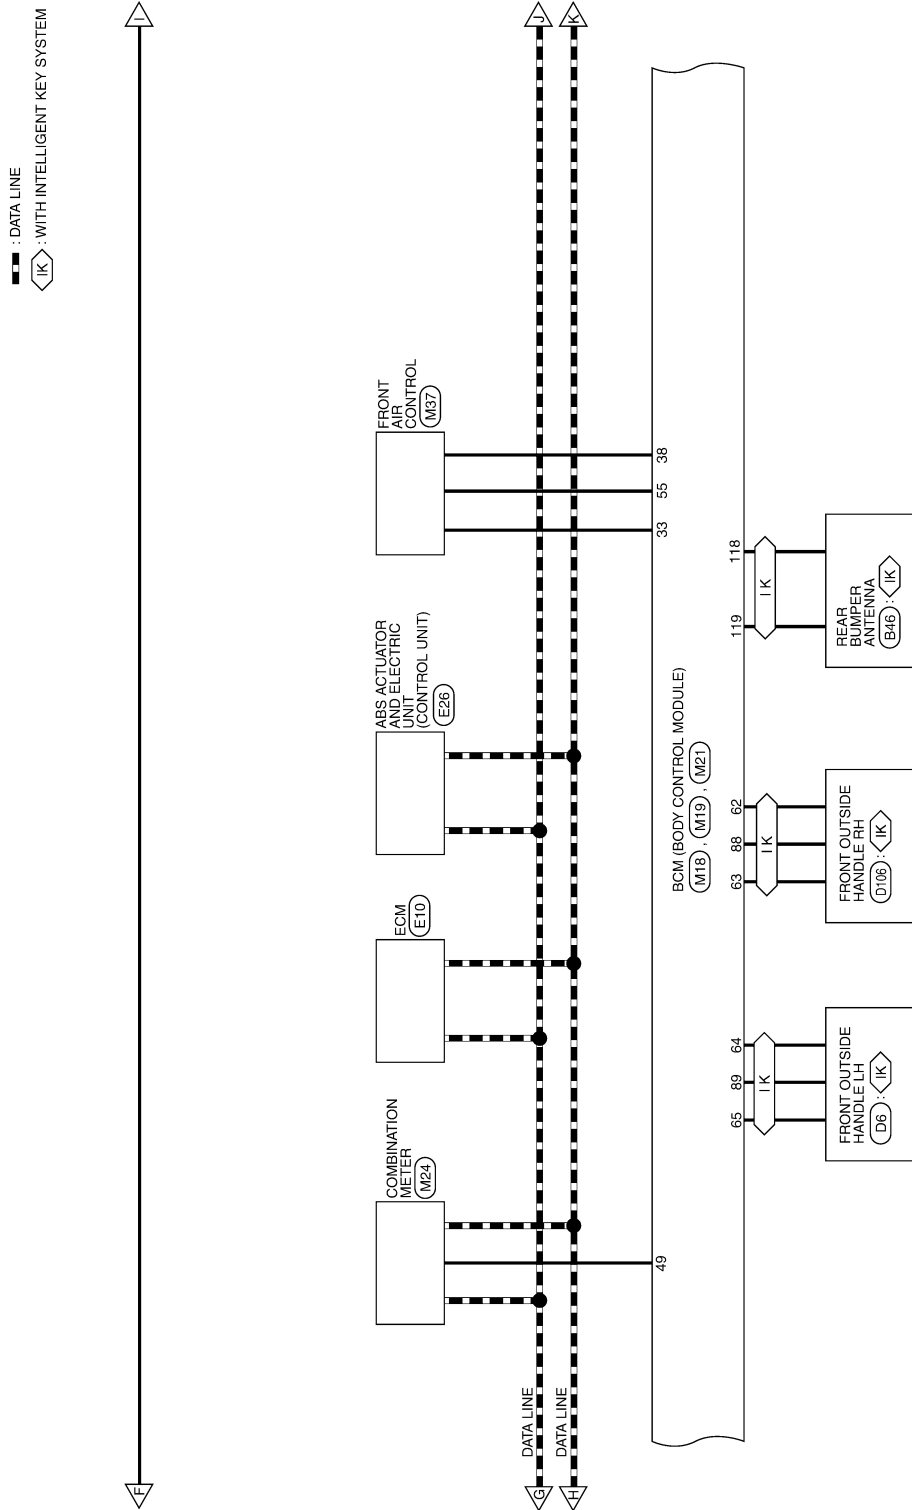 : DATA LINE
IK : WITH INTELLIGENT KEY SYSTEM
F
I
COMBINATION
METER
M24
ECM
E10
ABS ACTUATOR
AND ELECTRIC
UNIT
(CONTROL UNIT)
E26
FRONT
AIR
CONTROL
M37
DATA LINE
G
J
DATA LINE
H
K
49
33
55
38
BCM (BODY CONTROL MODULE)
M18 , M19 , M21
65
89
64
63
88
62
119
118
IK
IK
IK
FRONT OUTSIDE
HANDLE LH
D6 : IK
FRONT OUTSIDE
HANDLE RH
D106 : IK
REAR
BUMPER
ANTENNA
B46 : IK